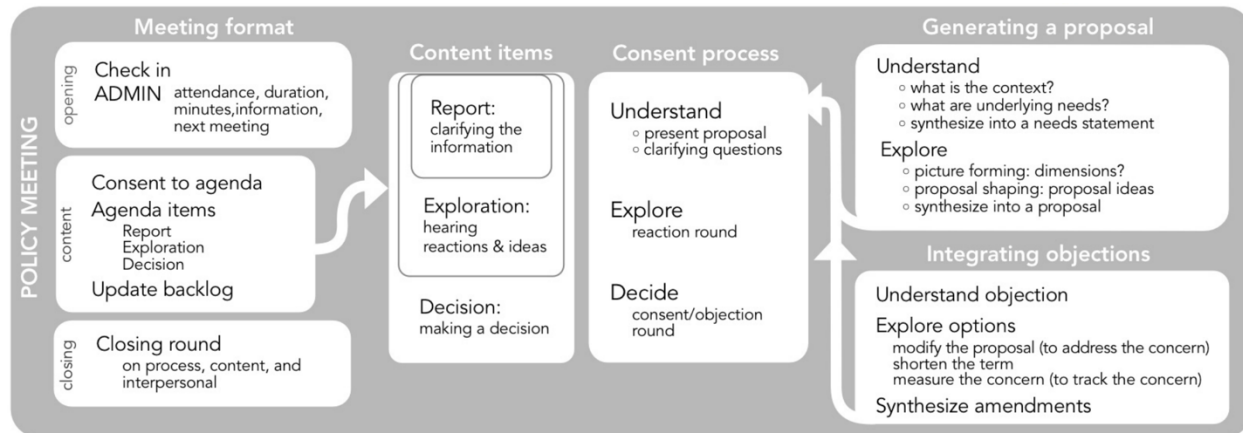 POLICY MEETING
Meeting format
opening
Check in
ADMIN attendance, duration,
minutes,information,
next meeting
content
Consent to agenda
Agenda items
Report
Exploration
Decision
Update backlog
closing
Closing round
on process, content, and
interpersonal
Content items
Report:
clarifying the
information
Exploration:
hearing
reactions & ideas
Decision:
making a decision
Consent process
Understand
○ present proposal
○ clarifying questions
Explore
reaction round
Decide
consent/objection
round
Generating a proposal
Understand
○ what is the context?
○ what are underlying needs?
○ synthesize into a needs statement
Explore
○ picture forming: dimensions?
○ proposal shaping: proposal ideas
○ synthesize into a proposal
Integrating objections
Understand objection
Explore options
modify the proposal (to address the concern)
shorten the term
measure the concern (to track the concern)
Synthesize amendments